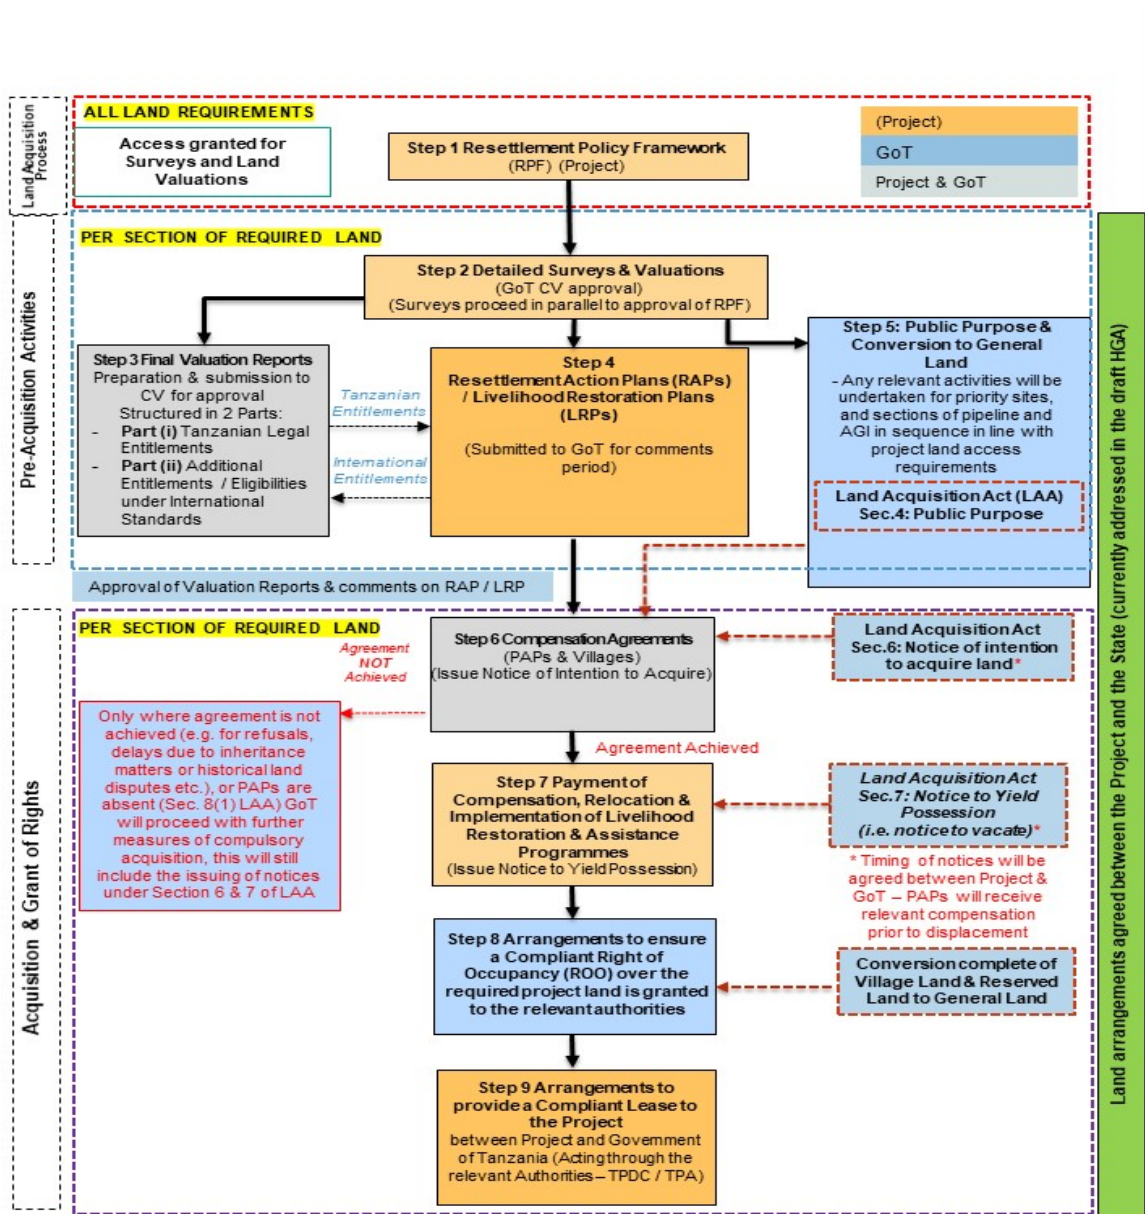 ALL LAND REQUIREMENTS
Access granted for
Surveys and Land
Valuations
Step 1 Resettlement Policy Framework
(RPF) (Project)
(Project)
GoT
Project & GoT
Land Acquisition
Process
PER SECTION OF REQUIRED LAND
Step 2 Detailed Surveys & Valuations
(GoT CV approval)
(Surveys proceed in parallel to approval of RPF)
Pre-Acquisition Activities
Step 3 Final Valuation Reports
Preparation & submission to
CV for approval
Structured in 2 Parts:
- Part (i) Tanzanian Legal
Entitlements
- Part (ii) Additional
Entitlements / Eligibilities
under International
Standards
Tanzanian
Entitlements
International
Entitlements
Step 4
Resettlement Action Plans (RAPs)
/ Livelihood Restoration Plans
(LRPs)
(Submitted to GoT for comments
period)
Step 5: Public Purpose &
Conversion to General
Land
- Any relevant activities will be
undertaken for priority sites,
and sections of pipeline and
AGI in sequence in line with
project land access
requirements
Land Acquisition Act (LAA)
Sec.4: Public Purpose
Approval of Valuation Reports & comments on RAP / LRP
Acquisition & Grant of Rights
PER SECTION OF REQUIRED LAND
Agreement
NOT
Achieved
Step 6 Compensation Agreements
(PAPs & Villages)
(Issue Notice of Intention to Acquire)
Land Acquisition Act
Sec.6: Notice of intention
to acquire land*
Only where agreement is not
achieved (e.g. for refusals,
delays due to inheritance
matters or historical land
disputes etc.), or PAPs are
absent (Sec. 8(1) LAA) GoT
will proceed with further
measures of compulsory
acquisition, this will still
include the issuing of notices
under Section 6 & 7 of LAA
Agreement Achieved
Step 7 Payment of
Compensation, Relocation &
Implementation of Livelihood
Restoration & Assistance
Programmes
(Issue Notice to Yield Possession)
Land Acquisition Act
Sec.7: Notice to Yield
Possession
(i.e. notice to vacate)*
* Timing of notices will be
agreed between Project &
GoT – PAPs will receive
relevant compensation
prior to displacement
Step 8 Arrangements to ensure
a Compliant Right of
Occupancy (ROO) over the
required project land is granted
to the relevant authorities
Conversion complete of
Village Land & Reserved
Land to General Land
Step 9 Arrangements to
provide a Compliant Lease to
the Project
between Project and Government
of Tanzania (Acting through the
relevant Authorities – TPDC / TPA)
Land arrangements agreed between the Project and the State (currently addressed in the draft HGA)